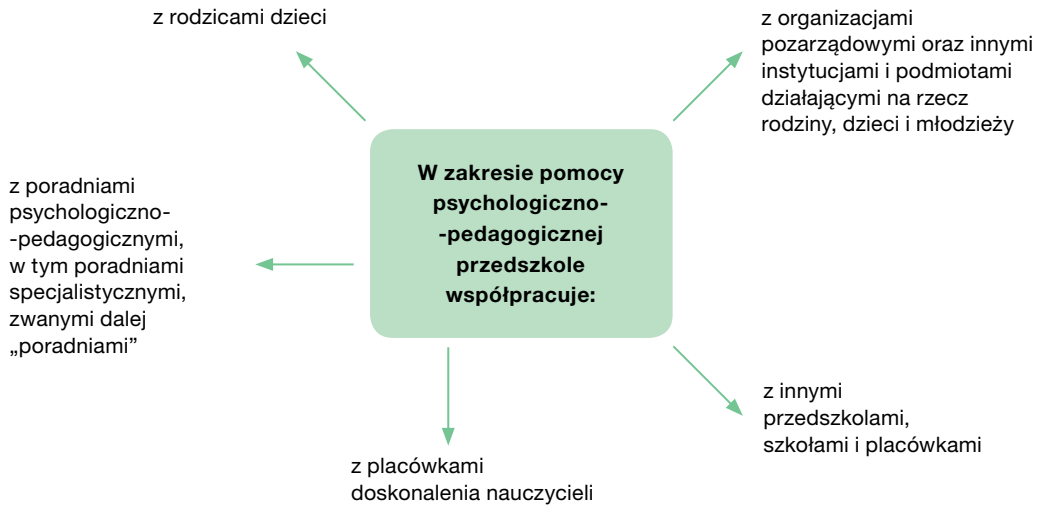 z rodzicami dzieci
z organizacjami
pozarządowymi oraz innymi
instytucjami i podmiotami
działającymi na rzecz
rodziny, dzieci i młodzieży
W zakresie pomocy
psychologiczno-
-pedagogicznej
przedszkole
współpracuje:
z poradniami
psychologiczno-
-pedagogicznymi,
w tym poradniami
specjalistycznymi,
zwanymi dalej
„poradniami”
z innymi
przedszkolami,
szkołami i placówkami
z placówkami
doskonalenia nauczycieli